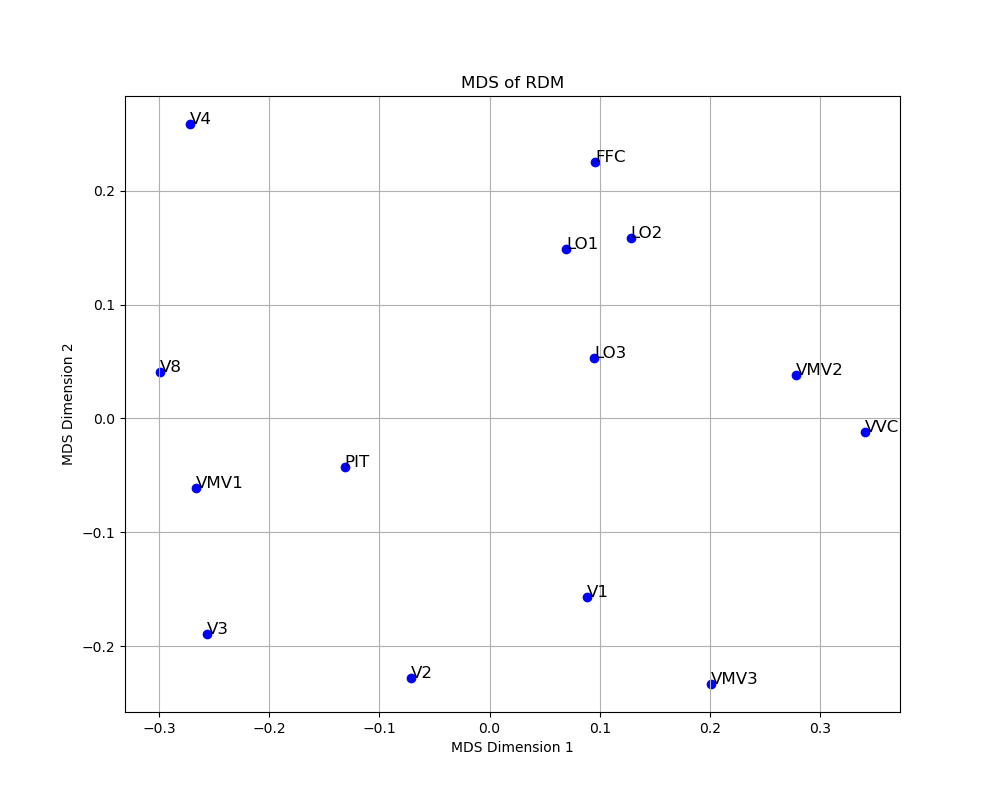 MDS of RDM
V4
FFC
LO2
LO1
LO3
V8
VMV2
VVC
PIT
VMV1
V1
V3
V2
VMV3
0.2
0.1
0.0
−0.1
−0.2
MDS Dimension 2
−0.3 −0.2 −0.1 0.0 0.1 0.2 0.3
MDS Dimension 1